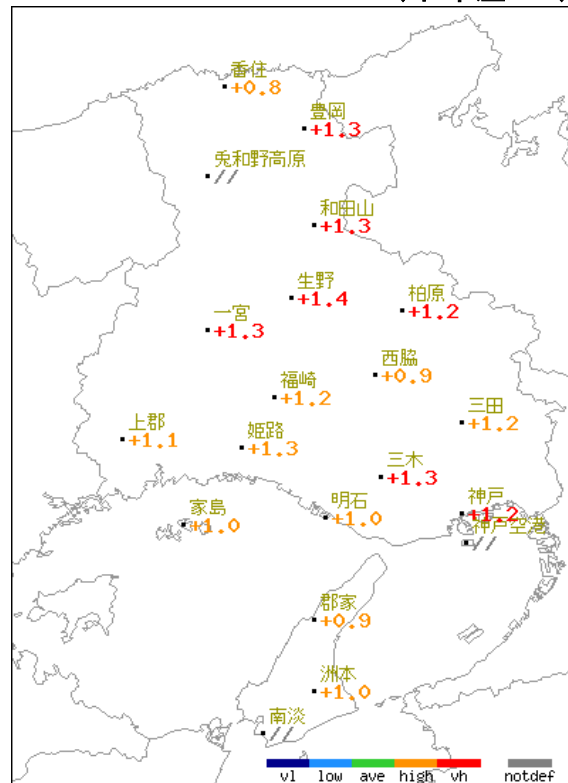 香住
+0.8
豊岡
+1.3
兎和野高原
//
和田山
+1.3
生野
+1.4
柏原
+1.2
一宮
+1.3
西脇
+0.9
福崎
+1.2
三田
+1.2
上郡
+1.1
姫路
+1.3
三木
+1.3
神戸
+1.2
家島
+1.0
明石
+1.0
神戸空港
//
郡家
+0.9
洲本
+1.0
南淡
//
vl low ave high vh notdef